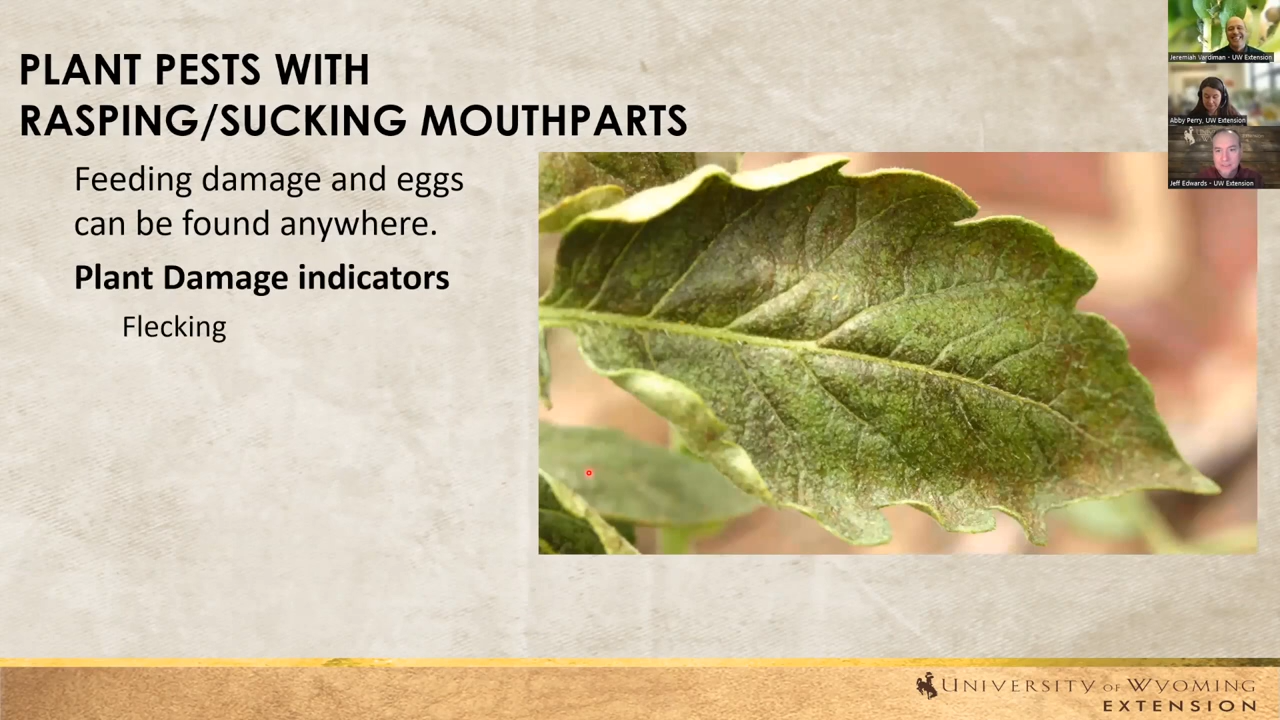 PLANT PESTS WITH
RASPING/SUCKING MOUTHPARTS
Feeding damage and eggs
can be found anywhere.
Plant Damage indicators
Flecking
Jeremiah Vardiman - UW Extension
Abby Perry, UW Extension
Jeff Edwards - UW Extension
UNIVERSITY OF WYOMING
EXTENSION